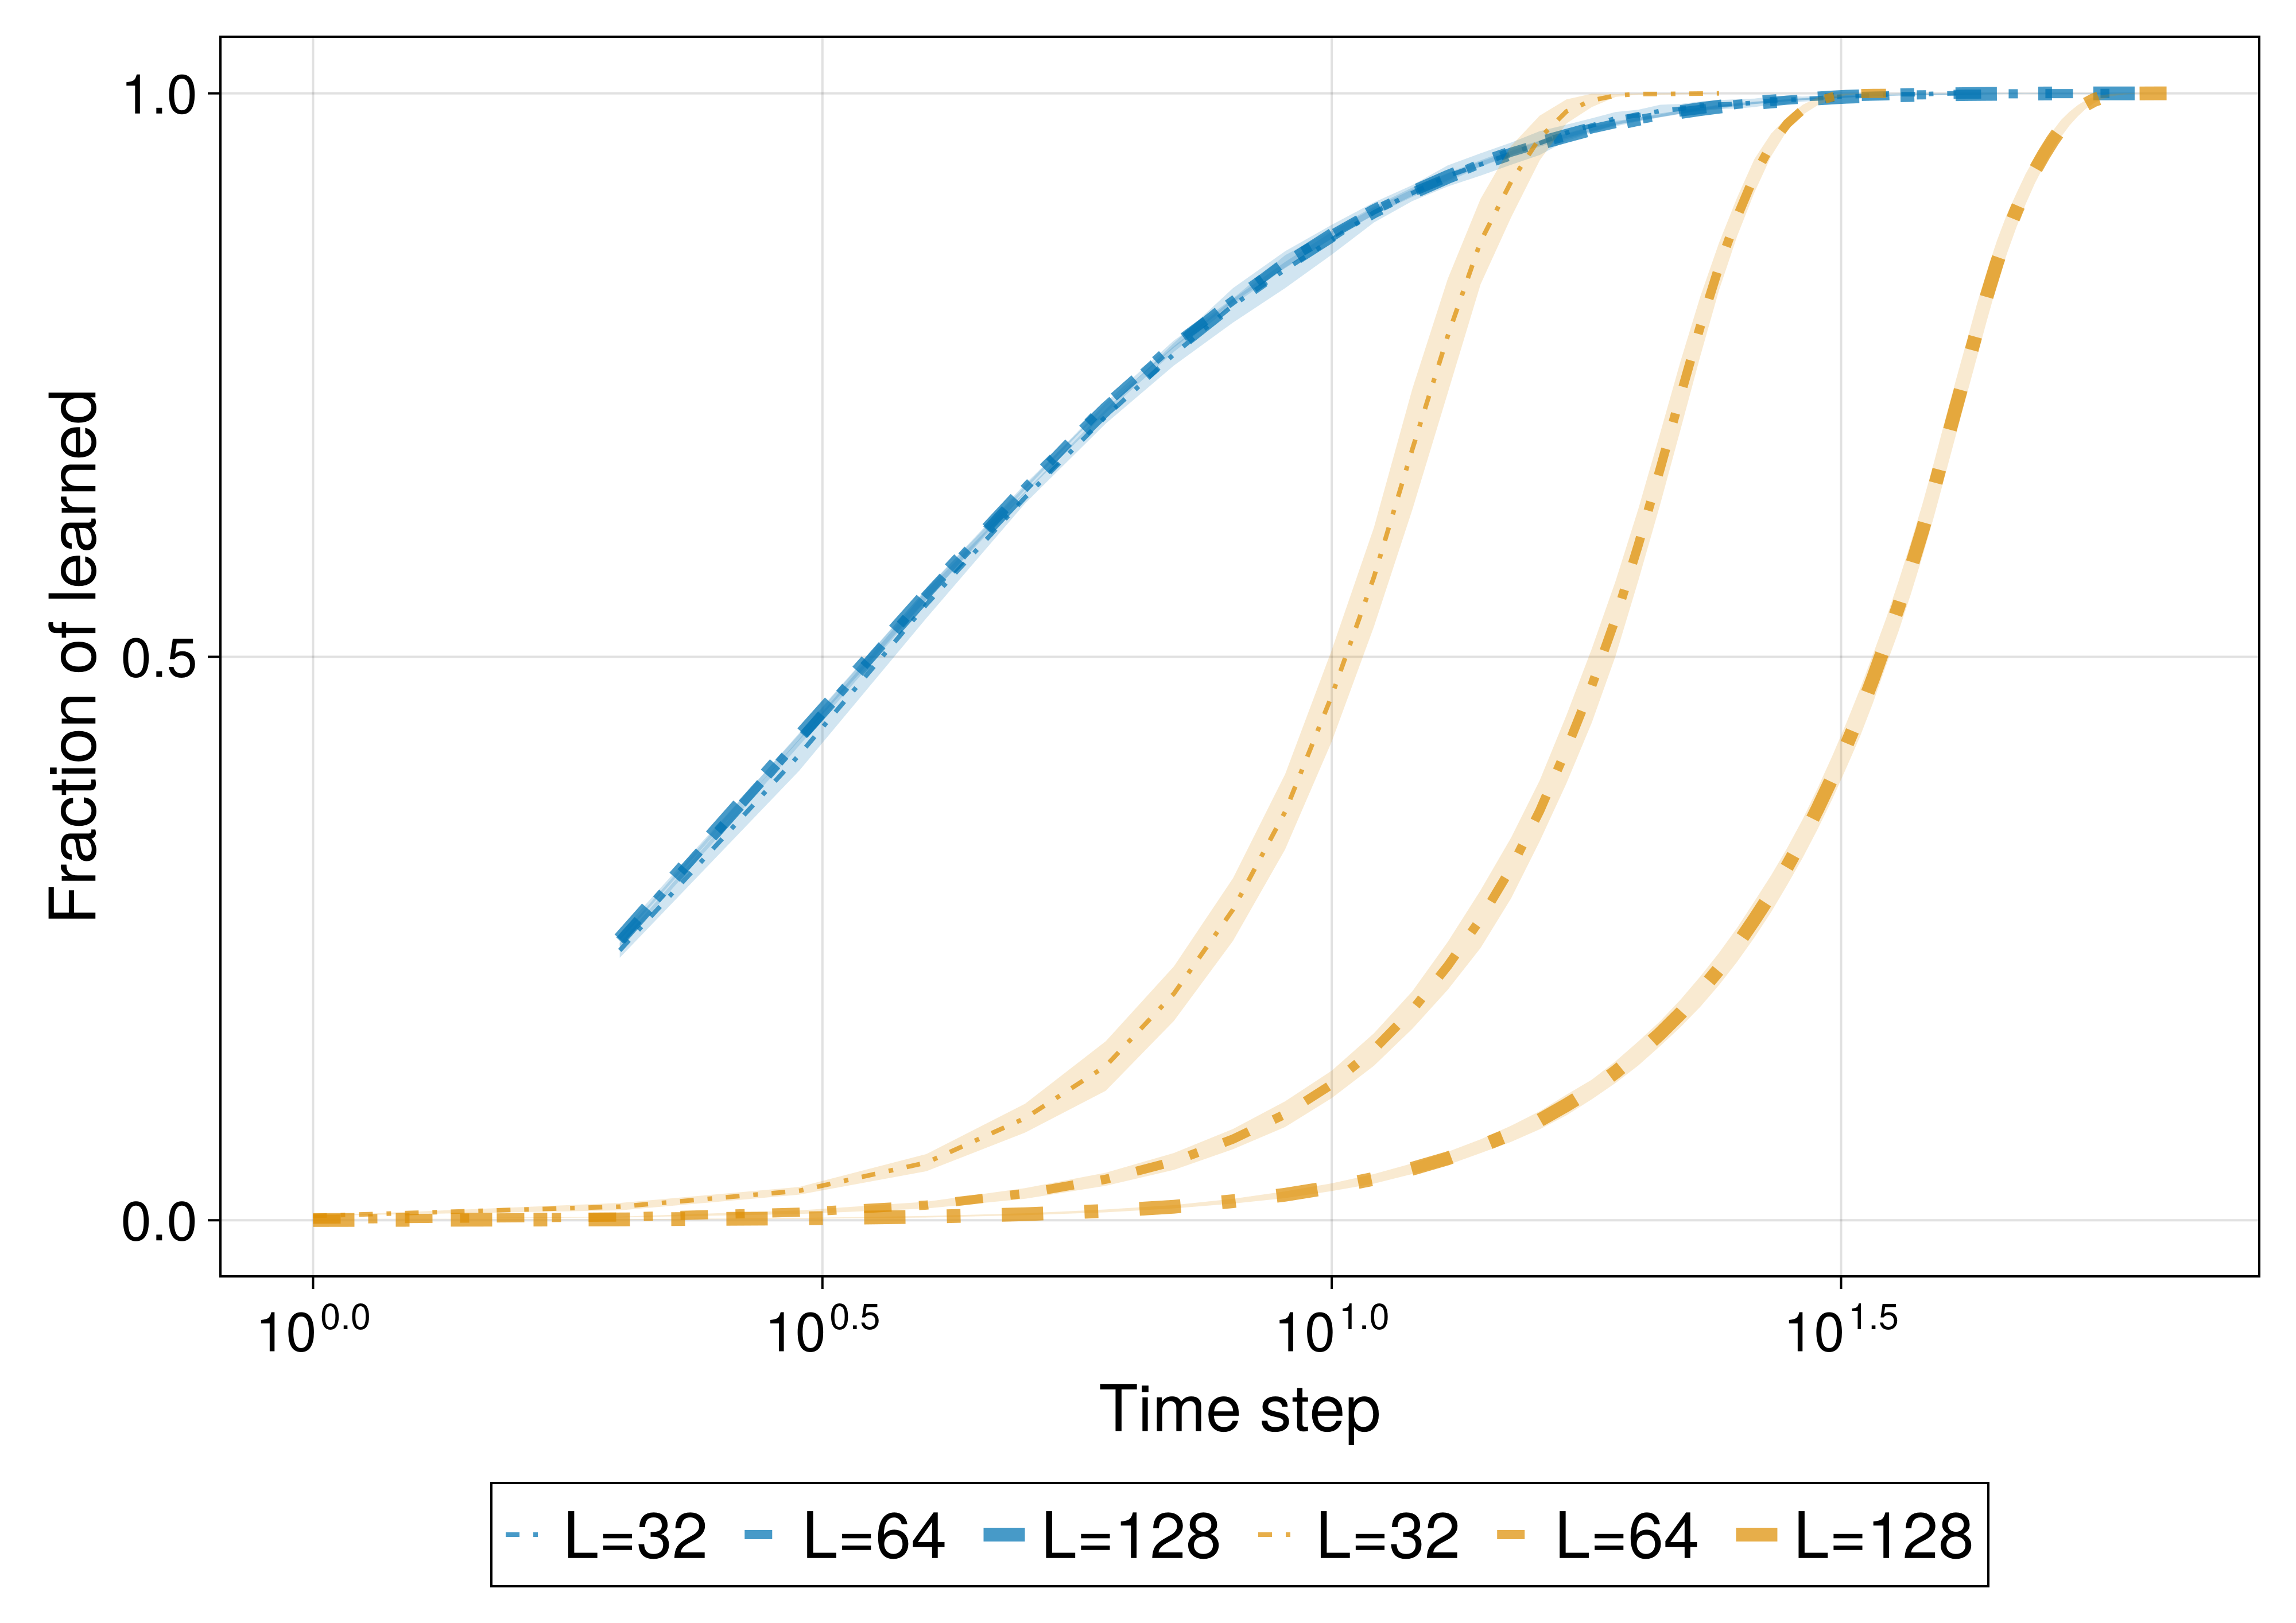 1.0
0.5
0.0
Fraction of learned
10^0.0 10^0.5 10^1.0 10^1.5
Time step
L=32 L=64 L=128 L=32 L=64 L=128